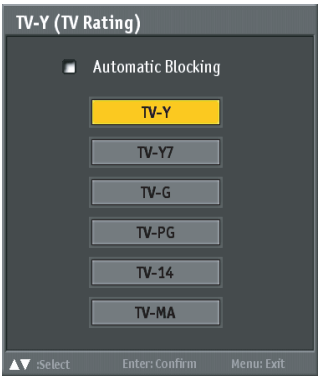 TV-Y (TV Rating)
Automatic Blocking
TV-Y
TV-Y7
TV-G
TV-PG
TV-14
TV-MA
▲▼ :Select Enter: Confirm Menu: Exit